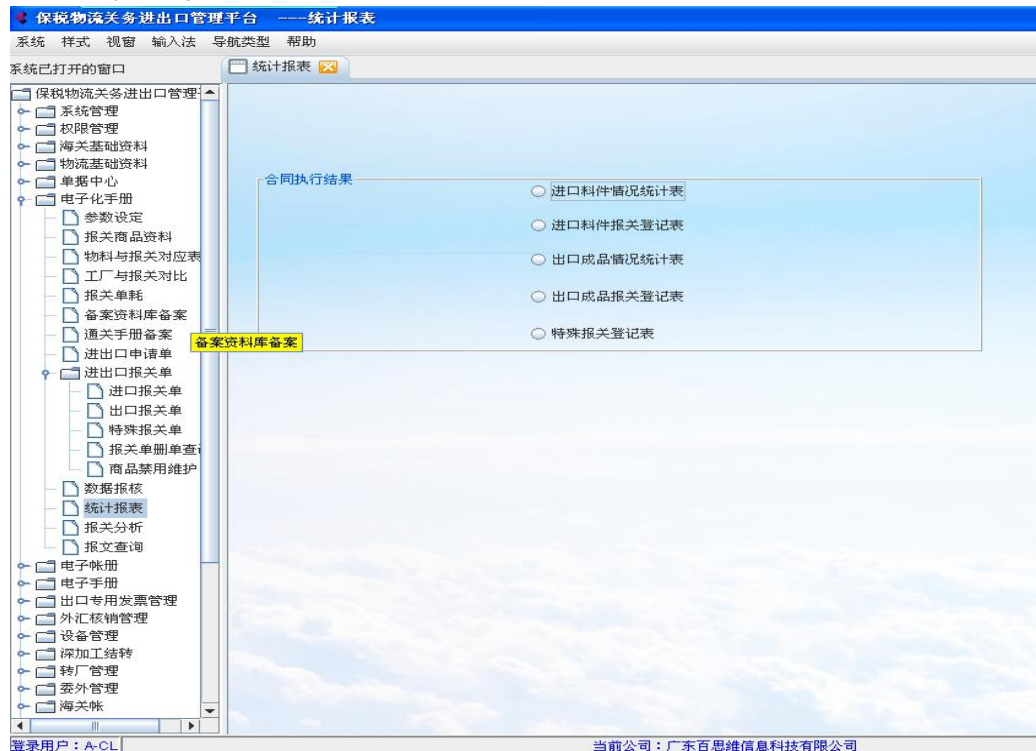 保税物流关务进出口管理平台 ---统计报表
系统 样式 视窗 输入法 导航类型 帮助
系统已打开的窗口
统计报表
保税物流关务进出口管理
系统管理
权限管理
海关基础资料
物流基础资料
单据中心
电子化手册
参数设定
报关商品资料
物料与报关对应表
工厂与报关对比
报关单耗
备案资料库备案
通关手册备案
备案资料库备案
进出口申请单
进出口报关单
进口报关单
出口报关单
特殊报关单
报关单删单查
商品禁用维护
数据报核
统计报表
报关分析
报文查询
电子帐册
电子手册
出口专用发票管理
外汇核销管理
设备管理
深加工结转
转厂管理
委外管理
海关帐
合同执行结果
进口料件情况统计表
进口料件报关登记表
出口成品情况统计表
出口成品报关登记表
特殊报关登记表
登录用户：A-CL
当前公司：广东百思维信息科技有限公司